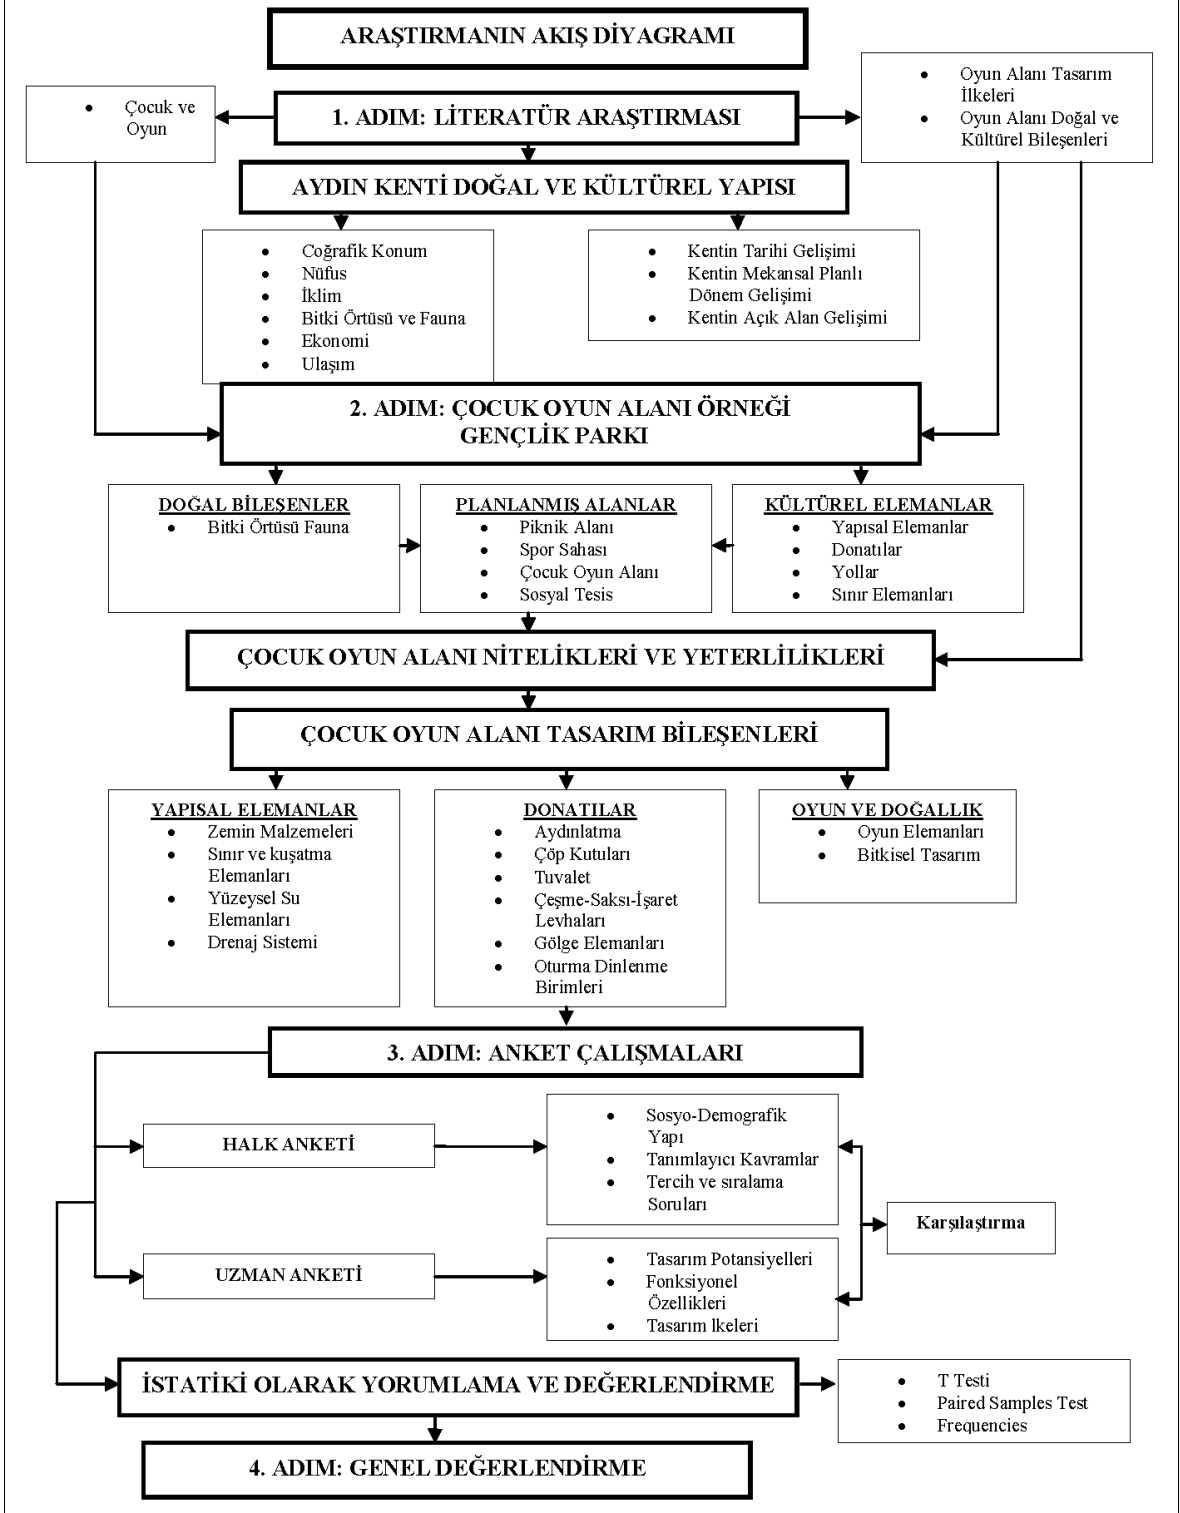 ARAŞTIRMANIN AKIŞ DİYAGRAMI
• Çocuk ve
Oyun
1. ADIM: LİTERATÜR ARAŞTIRMASI
• Oyun Alanı Tasarım
İlkeleri
• Oyun Alanı Doğal ve
Kültürel Bileşenleri
AYDIN KENTİ DOĞAL VE KÜLTÜREL YAPISI
• Coğrafik Konum
• Nüfus
• İklim
• Bitki Örtüsü ve Fauna
• Ekonomi
• Ulaşım
• Kentin Tarihi Gelişimi
• Kentin Mekansal Planlı
Dönem Gelişimi
• Kentin Açık Alan Gelişimi
2. ADIM: ÇOCUK OYUN ALANI ÖRNEĞİ
GENÇLİK PARKI
DOĞAL BİLEŞENLER
• Bitki Örtüsü Fauna
PLANLANMIŞ ALANLAR
• Piknik Alanı
• Spor Sahası
• Çocuk Oyun Alanı
• Sosyal Tesis
KÜLTÜREL ELEMANLAR
• Yapısal Elemanlar
• Donatılar
• Yollar
• Sınır Elemanları
ÇOCUK OYUN ALANI NİTELİKLERİ VE YETERLİLİKLERİ
ÇOCUK OYUN ALANI TASARIM BİLEŞENLERİ
YAPISAL ELEMANLAR
• Zemin Malzemeleri
• Sınır ve kuşatma
Elemanları
• Yüzeysel Su
Elemanları
• Drenaj Sistemi
DONATILAR
• Aydınlatma
• Çöp Kutuları
• Tuvalet
• Çeşme-Saksı-İşaret
Levhaları
• Gölge Elemanları
• Oturma Dinlenme
Birimleri
OYUN VE DOĞALLIK
• Oyun Elemanları
• Bitkisel Tasarım
3. ADIM: ANKET ÇALIŞMALARI
HALK ANKETİ
• Sosyo-Demografik
Yapı
• Tanımlayıcı Kavramlar
• Tercih ve sıralama
Soruları
Karşılaştırma
UZMAN ANKETİ
• Tasarım Potansiyelleri
• Fonksiyonel
Özellikleri
• Tasarım lkeleri
İSTATİKİ OLARAK YORUMLAMA VE DEĞERLENDİRME
• T Testi
• Paired Samples Test
• Frequencies
4. ADIM: GENEL DEĞERLENDİRME